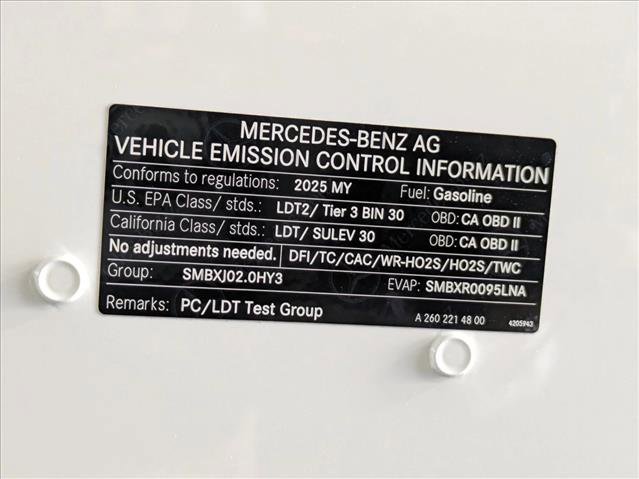 MERCEDES-BENZ AG
VEHICLE EMISSION CONTROL INFORMATION
Conforms to regulations: 2025 MY Fuel: Gasoline
U.S. EPA Class/ stds.: LDT2/ Tier 3 BIN 30 OBD: CA OBD II
California Class/ stds.: LDT/ SULEV 30 OBD: CA OBD II
No adjustments needed. DFI/TC/CAC/WR-HO2S/HO2S/TWC
Group: SMBXJ02.0HY3 EVAP: SMBXR0095LNA
Remarks: PC/LDT Test Group A 260 221 48 00 4205943